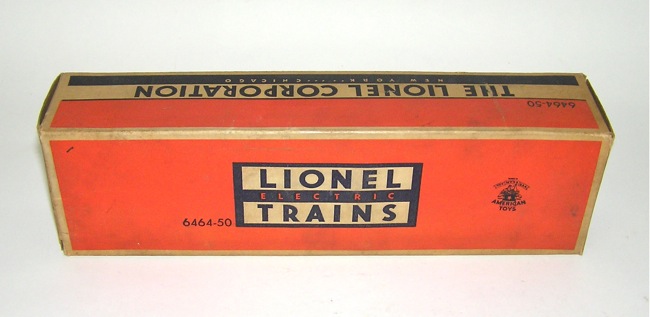 NEW YORK ···· CHICAGO
THE LIONEL CORPORATION
6464-50
LIONEL
ELECTRIC
TRAINS
6464-50
AMERICAN
TOYS